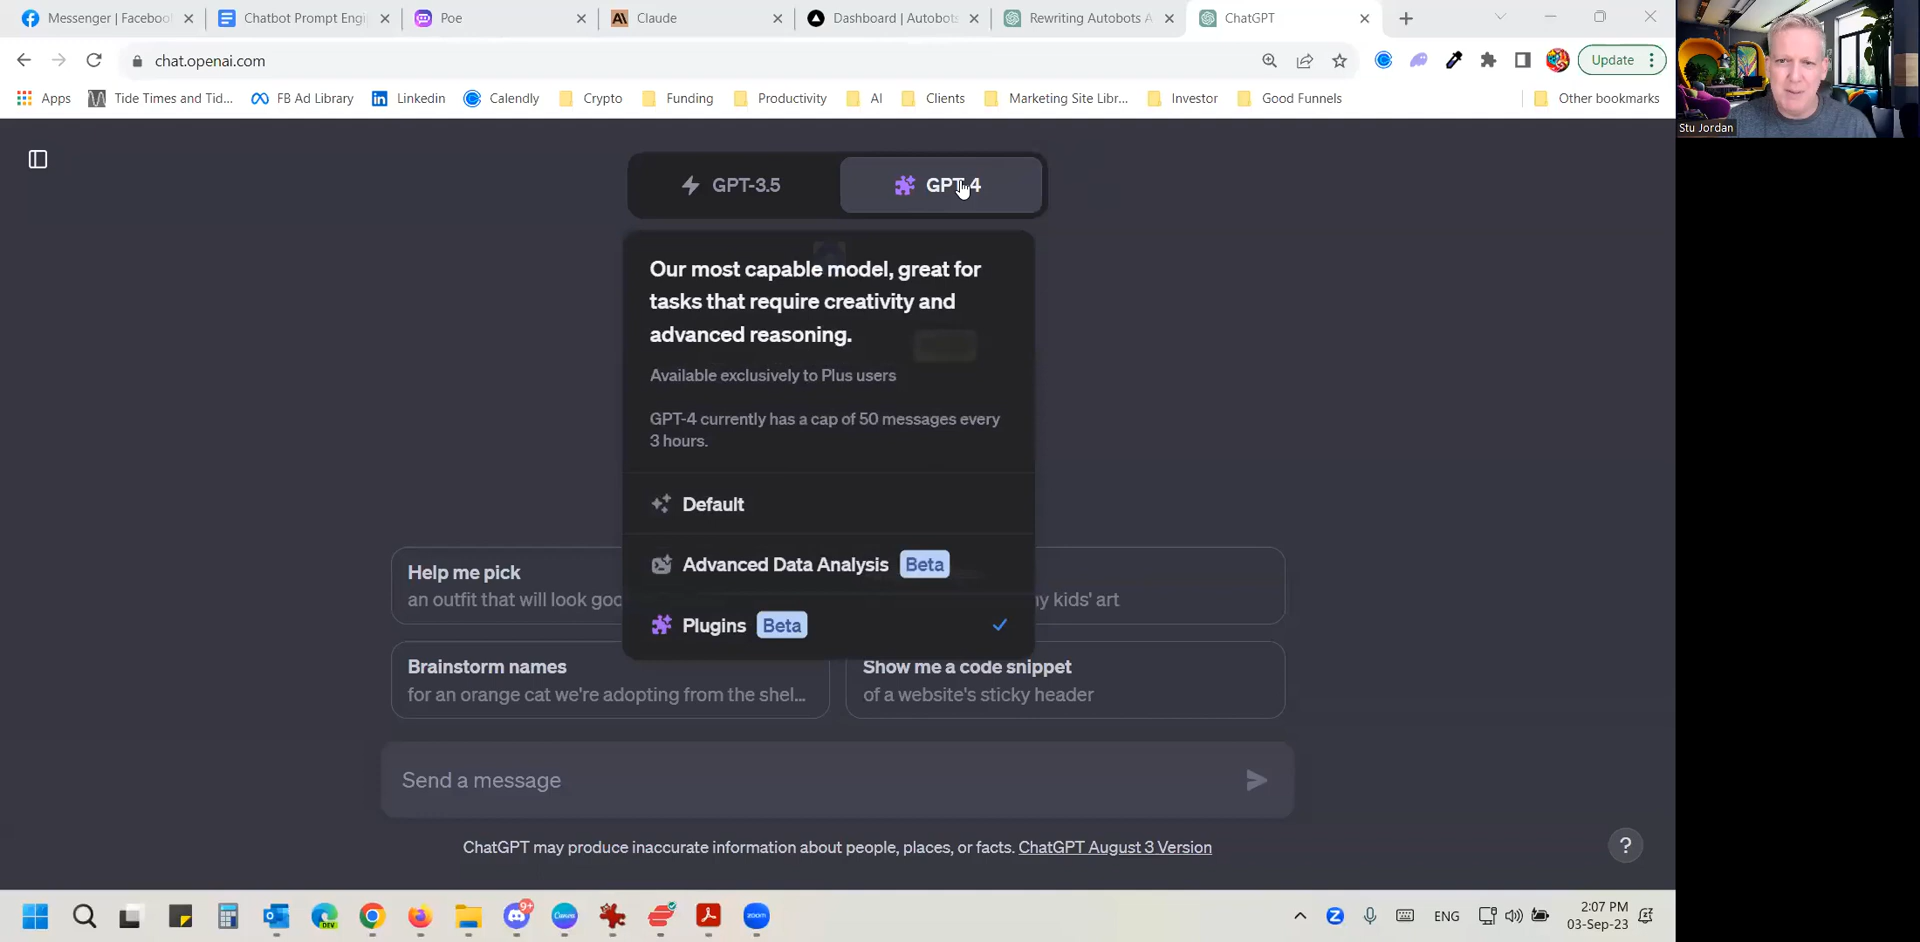 Messenger | Faceboo
Chatbot Prompt Engi
Poe
Claude
Dashboard | Autobots
Rewriting Autobots A
ChatGPT
chat.openai.com
Update
Apps
Tide Times and Tid...
FB Ad Library
Linkedin
Calendly
Crypto
Funding
Productivity
AI
Clients
Marketing Site Libr...
Investor
Good Funnels
Other bookmarks
Stu Jordan
GPT-3.5
GPT-4
Our most capable model, great for
tasks that require creativity and
advanced reasoning.
Available exclusively to Plus users
GPT-4 currently has a cap of 50 messages every
3 hours.
Default
Advanced Data Analysis Beta
Plugins Beta
Help me pick
an outfit that will look goo
y kids' art
Brainstorm names
for an orange cat we're adopting from the shel...
Show me a code snippet
of a website's sticky header
Send a message
ChatGPT may produce inaccurate information about people, places, or facts. ChatGPT August 3 Version
?
9+
DEV
Canva
zoom
Z
ENG
2:07 PM
03-Sep-23